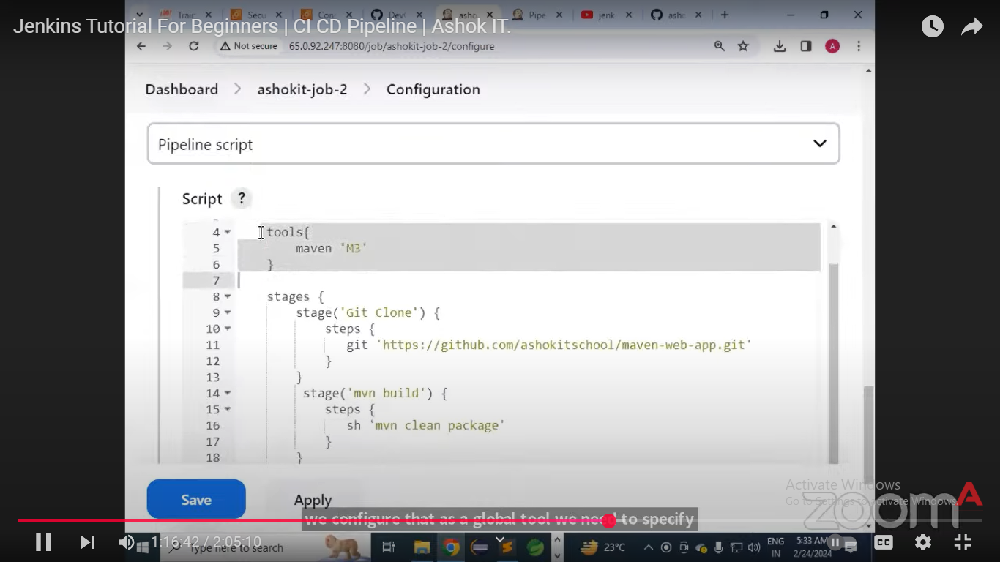 Train
Secu
Con
Dev
asho
Pipe
jenk
asho
Jenkins Tutorial For Beginners | CI CD Pipeline | Ashok IT.
Not secure 65.0.92.247:8080/job/ashokit-job-2/configure
A
Dashboard > ashokit-job-2 > Configuration
Pipeline script
Script ?
4 tools{
5 maven 'M3'
6 }
7
8 stages {
9 stage('Git Clone') {
10 steps {
11 git 'https://github.com/ashokitschool/maven-web-app.git'
12 }
13 }
14 stage('mvn build') {
15 steps {
16 sh 'mvn clean package'
17 }
18 }
Save Apply
Activate Windows
Go to Settings to activate Windows.
zoom A
we configure that as a global tool we need to specify
1:16:42 / 2:05:10
Type here to search
23°C
ENG
IN
5:33 AM
2/24/2024
CC